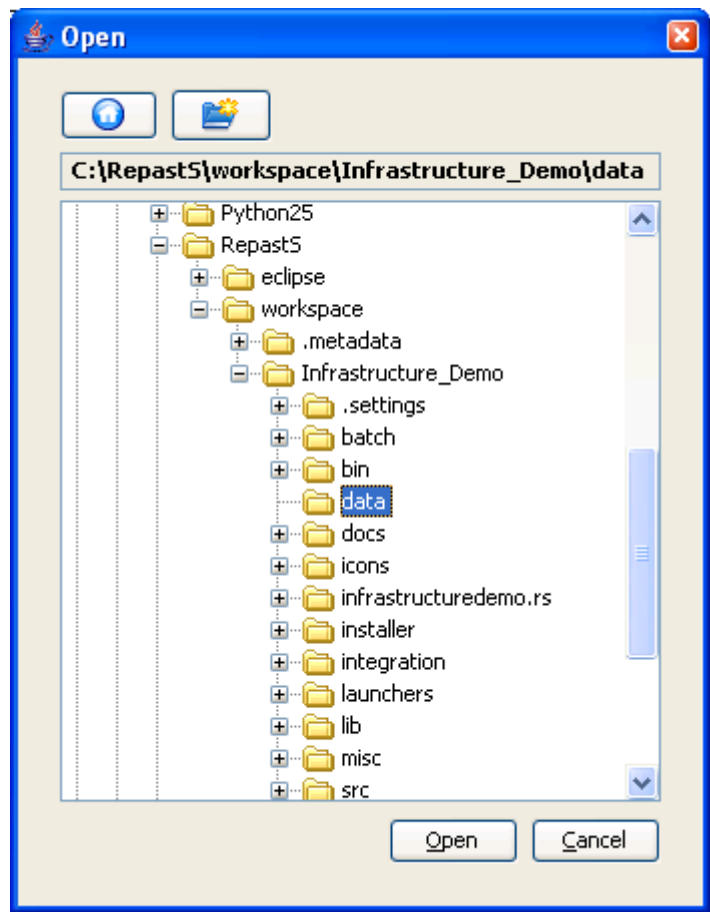 Open
C:\RepastS\workspace\Infrastructure_Demo\data
Python25
RepastS
eclipse
workspace
.metadata
Infrastructure_Demo
.settings
batch
bin
data
docs
icons
infrastructuredemo.rs
installer
integration
launchers
lib
misc
src
Open Cancel